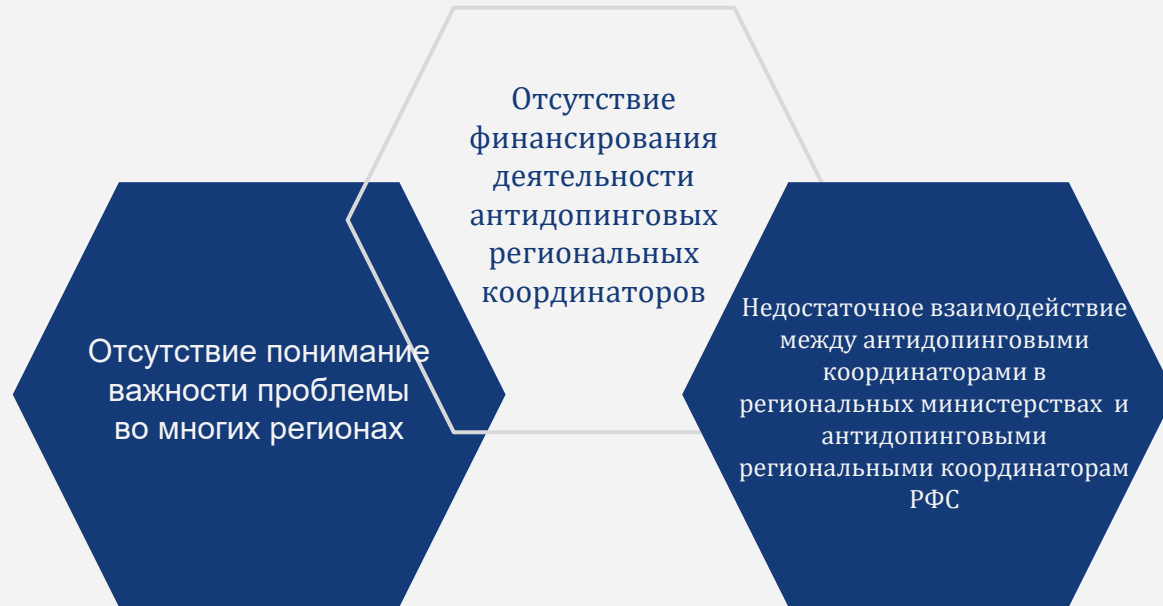 Отсутствие
финансирования
деятельности
антидопинговых
региональных
координаторов
Отсутствие понимание
важности проблемы
во многих регионах
Недостаточное взаимодействие
между антидопинговыми
координаторами в
региональных министерствах и
антидопинговыми
региональными координаторам
РФС